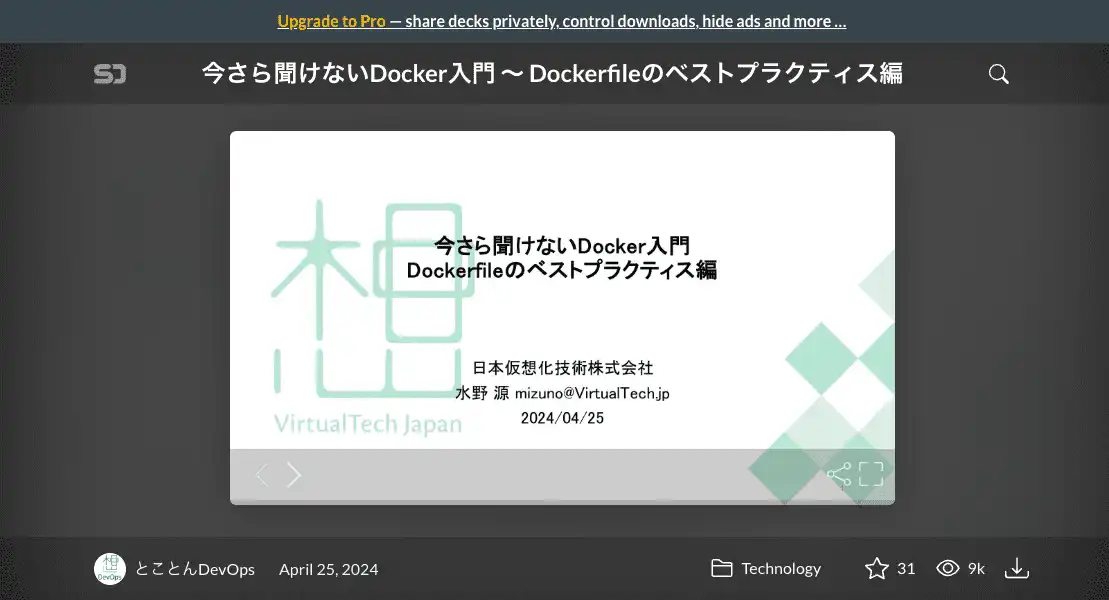 Upgrade to Pro — share decks privately, control downloads, hide ads and more …
SD
今さら聞けないDocker入門 〜 Dockerfileのベストプラクティス編
想
今さら聞けないDocker入門
Dockerfileのベストプラクティス編
日本仮想化技術株式会社
水野 源 mizuno@VirtualTech.jp
2024/04/25
VirtualTech Japan
想
DevOps
とことんDevOps
April 25, 2024
Technology
31
9k